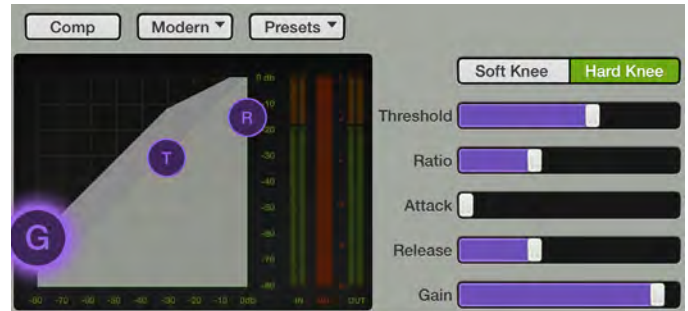 Comp Modern Presets
Soft Knee Hard Knee
0 db
Threshold
R
-10
-20
T
-30
Ratio
-40
Attack
G
-50
-60
Release
-70
-80
Gain
-80 -70 -60 -50 -40 -30 -20 -10 0db IN OUT